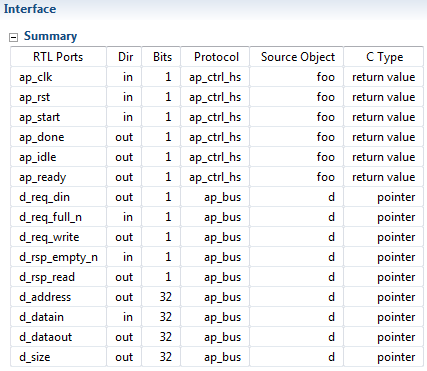 Interface
Summary
RTL Ports Dir Bits Protocol Source Object C Type
ap_clk in 1 ap_ctrl_hs foo return value
ap_rst in 1 ap_ctrl_hs foo return value
ap_start in 1 ap_ctrl_hs foo return value
ap_done out 1 ap_ctrl_hs foo return value
ap_idle out 1 ap_ctrl_hs foo return value
ap_ready out 1 ap_ctrl_hs foo return value
d_req_din out 1 ap_bus d pointer
d_req_full_n in 1 ap_bus d pointer
d_req_write out 1 ap_bus d pointer
d_rsp_empty_n in 1 ap_bus d pointer
d_rsp_read out 1 ap_bus d pointer
d_address out 32 ap_bus d pointer
d_datain in 32 ap_bus d pointer
d_dataout out 32 ap_bus d pointer
d_size out 32 ap_bus d pointer